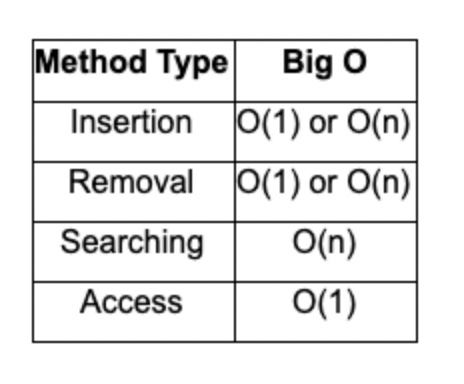 Method Type Big O
Insertion O(1) or O(n)
Removal O(1) or O(n)
Searching O(n)
Access O(1)